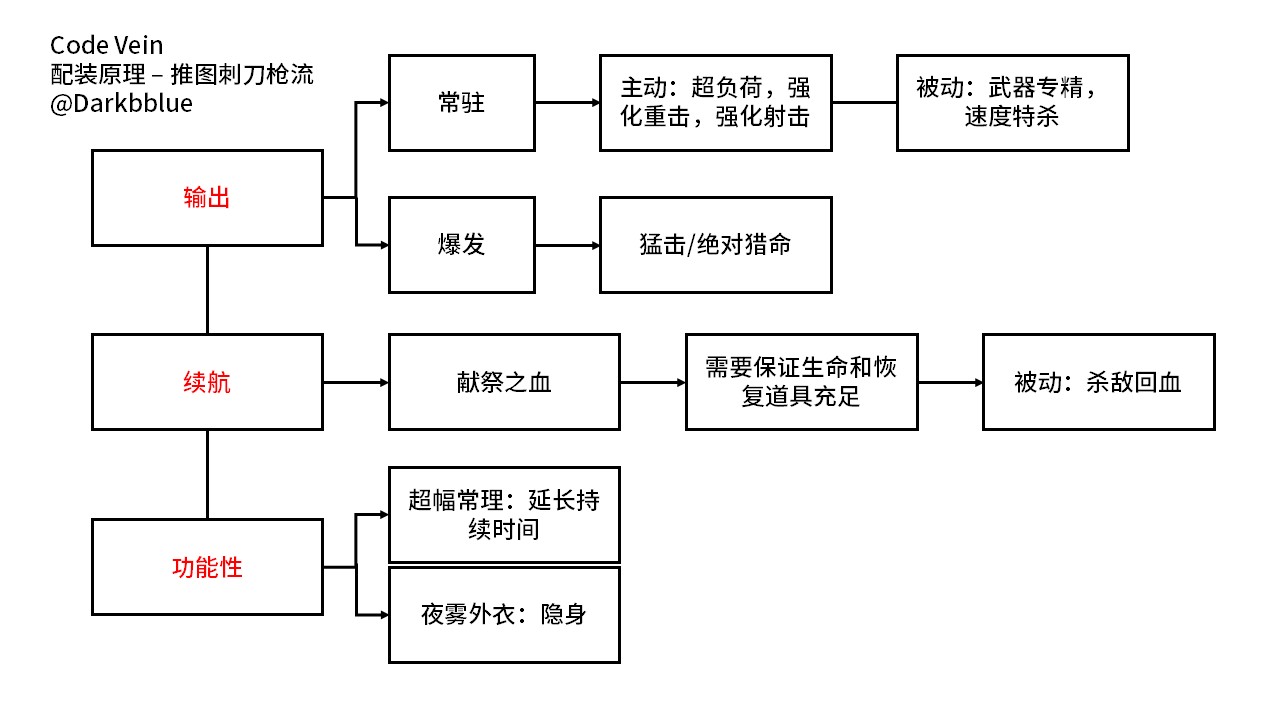 Code Vein
配装原理 – 推图刺刀枪流
@Darkbblue
常驻
主动：超负荷，强
化重击，强化射击
被动：武器专精，
速度特杀
输出
爆发
猛击/绝对猎命
续航
献祭之血
需要保证生命和恢
复道具充足
被动：杀敌回血
超幅常理：延长持
续时间
功能性
夜雾外衣：隐身